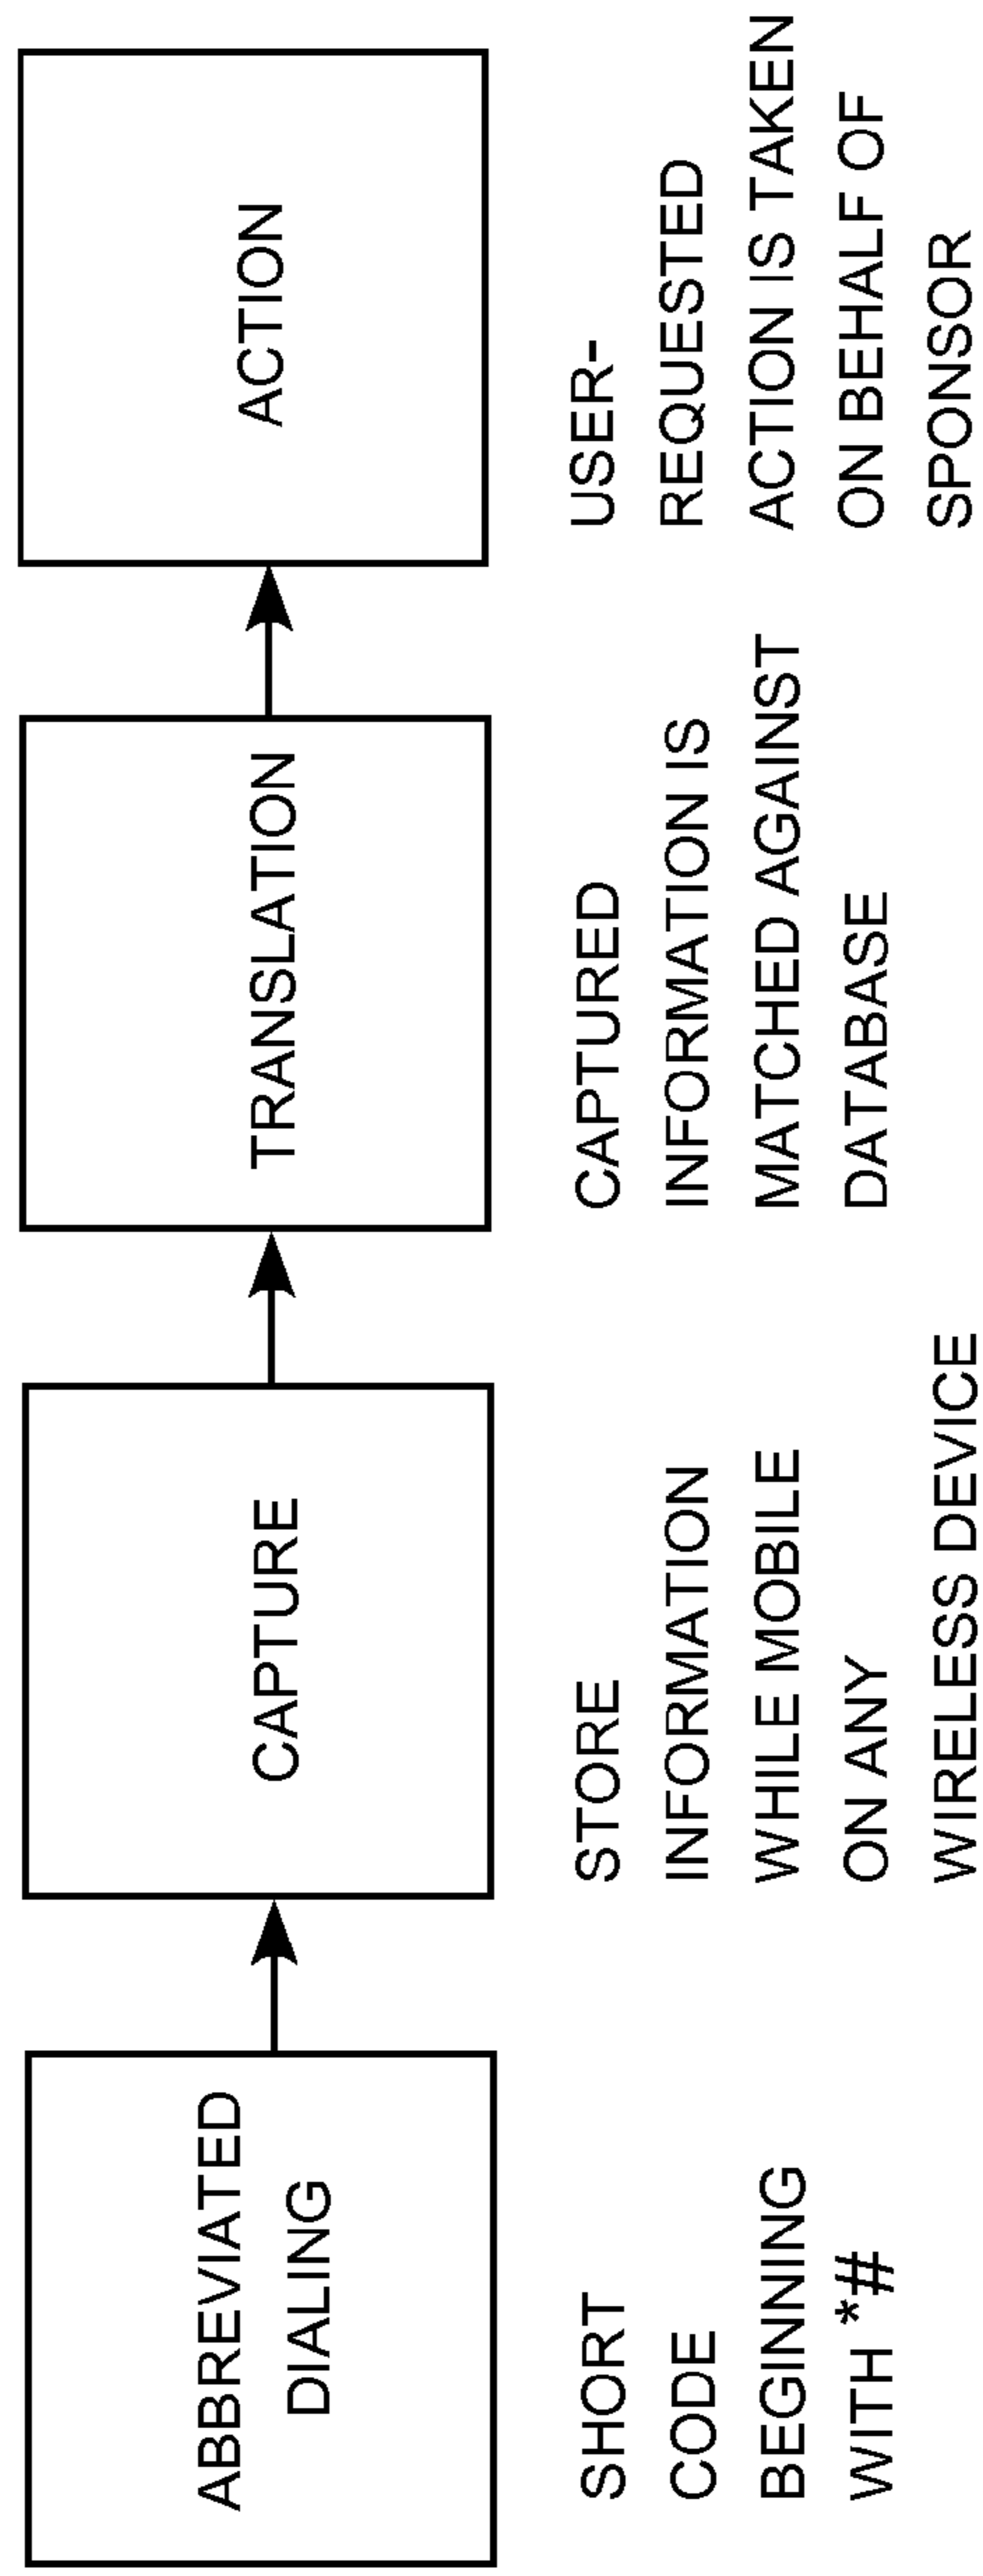 ABBREVIATED
DIALING
SHORT
CODE
BEGINNING
WITH *#
CAPTURE
STORE
INFORMATION
WHILE MOBILE
ON ANY
WIRELESS DEVICE
TRANSLATION
CAPTURED
INFORMATION IS
MATCHED AGAINST
DATABASE
ACTION
USER-
REQUESTED
ACTION IS TAKEN
ON BEHALF OF
SPONSOR